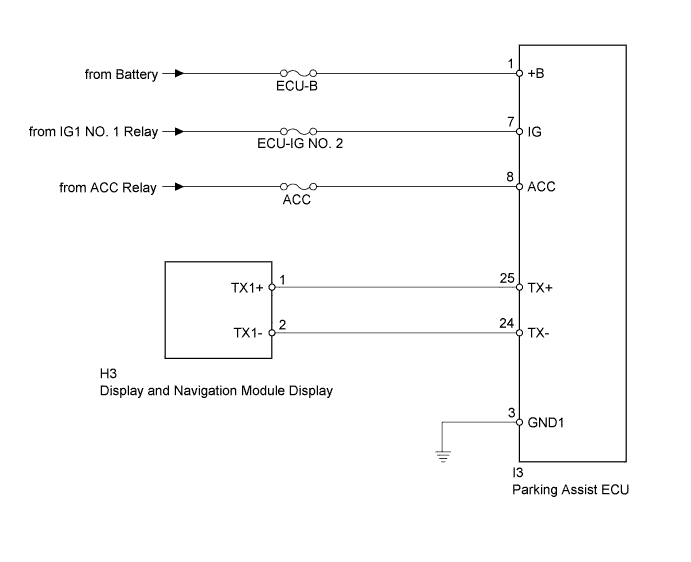 from Battery
ECU-B
1
+B
from IG1 NO. 1 Relay
ECU-IG NO. 2
7
IG
from ACC Relay
ACC
8
ACC
TX1+
1
25
TX+
TX1-
2
24
TX-
H3
Display and Navigation Module Display
3
GND1
I3
Parking Assist ECU